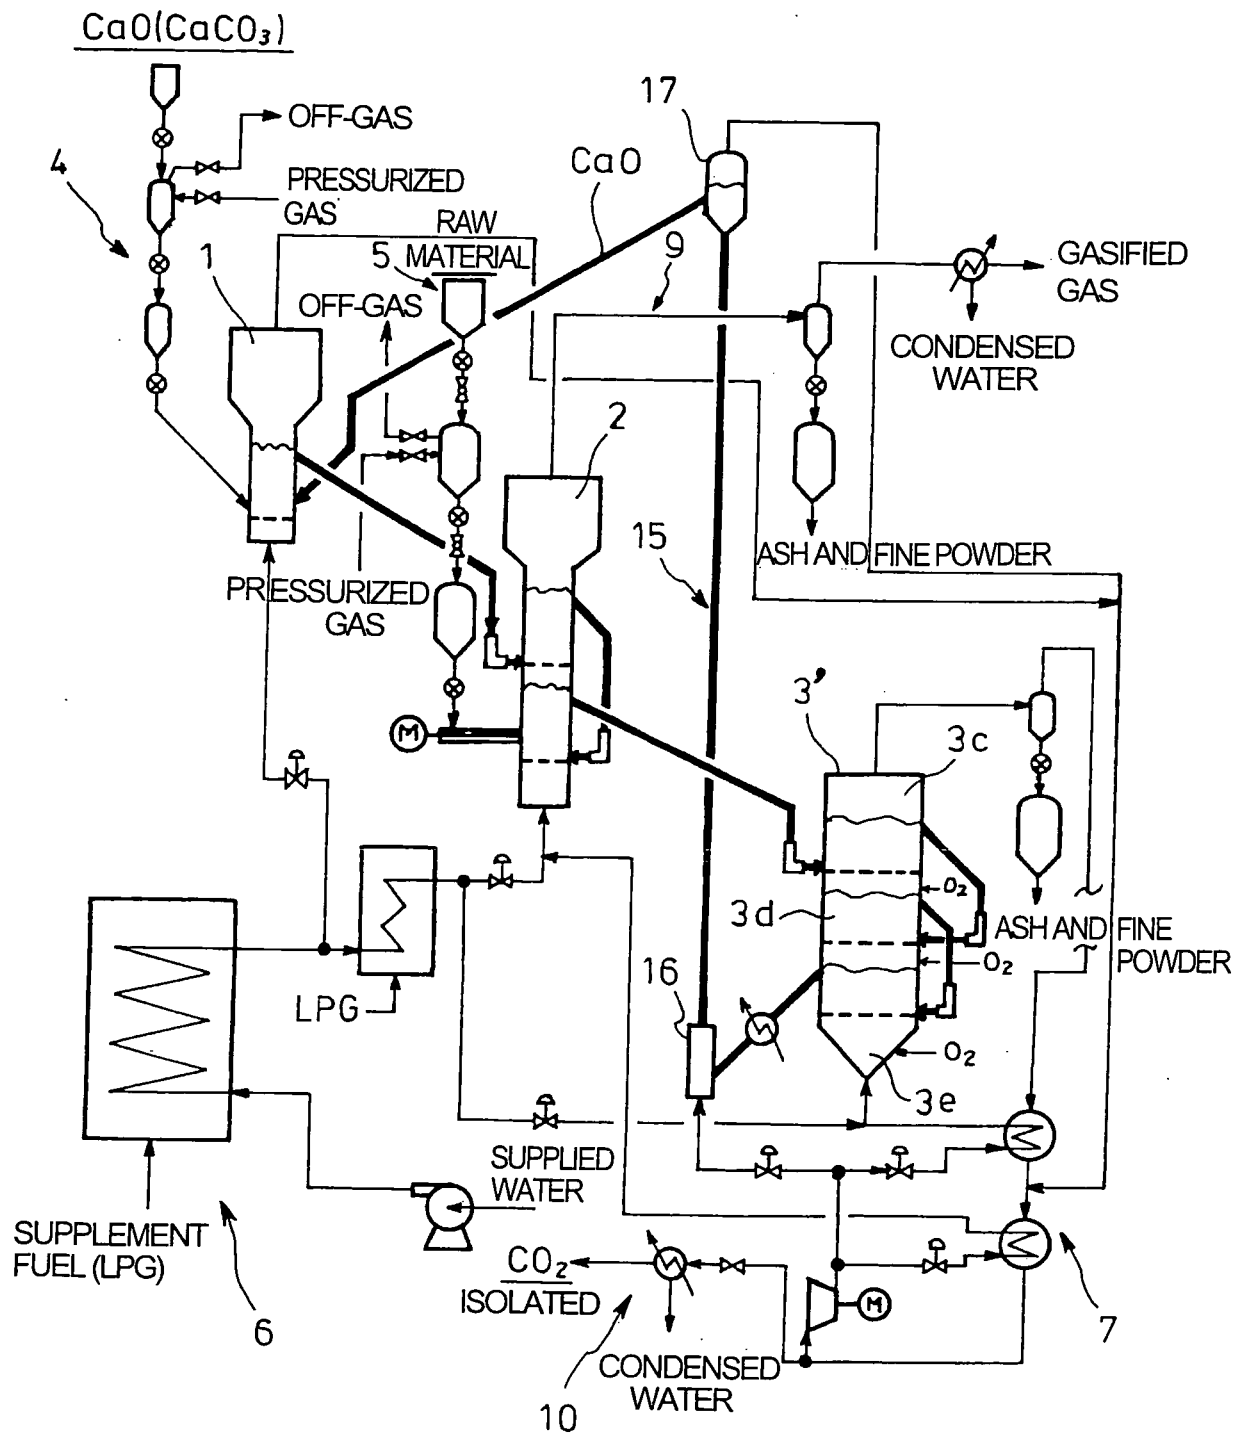 CaO(CaCO₃)
OFF-GAS
17
4
CaO
PRESSURIZED
GAS
RAW
MATERIAL
1
5
9
GASIFIED
GAS
OFF-GAS
CONDENSED
WATER
2
15
ASH AND FINE POWDER
PRESSURIZED
GAS
3'
3c
M
O₂
3d
ASH AND FINE
POWDER
O₂
16
LPG
O₂
3e
SUPPLIED
WATER
SUPPLEMENT
FUEL (LPG)
CO₂
ISOLATED
M
6
7
CONDENSED
WATER
10